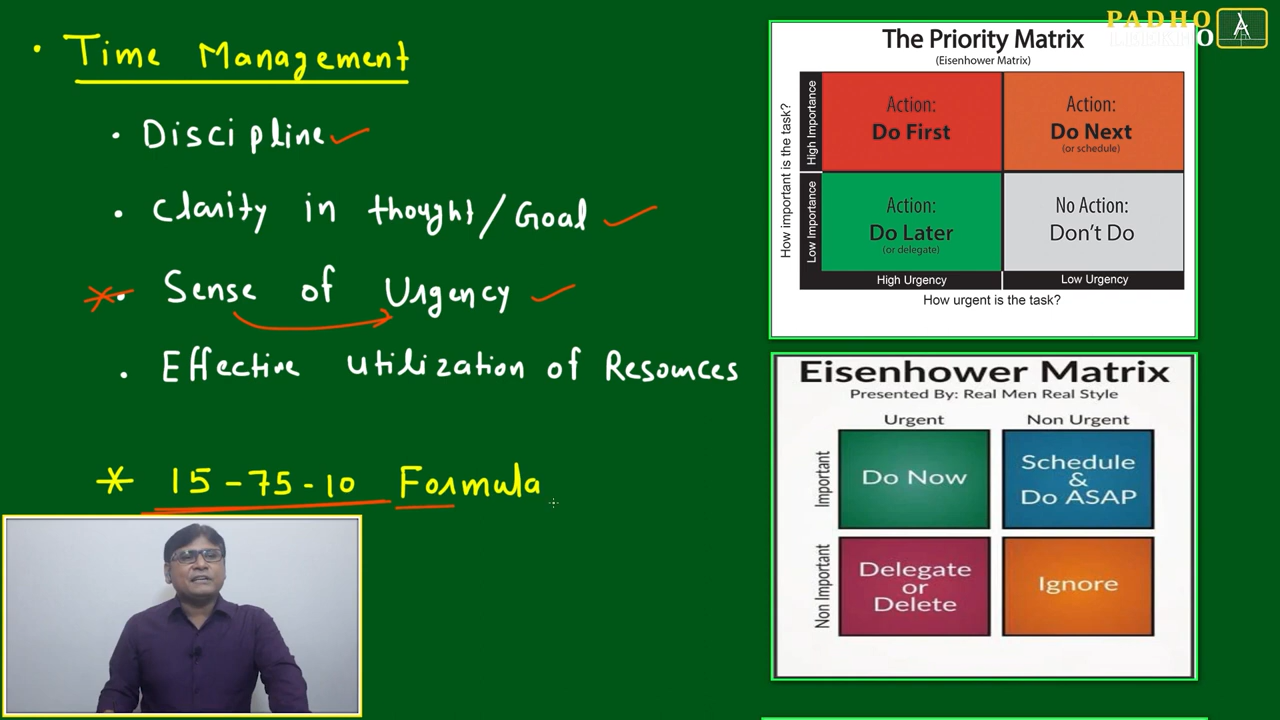 • Time Management
• Discipline
• Clarity in thought/Goal
• Sense of Urgency
• Effective Utilization of Resources
* 15-75-10 Formula
PADHO
O
The Priority Matrix
(Eisenhower Matrix)
How important is the task?
High Importance
Low Importance
Action:
Do First
Action:
Do Next
(or schedule)
Action:
Do Later
(or delegate)
No Action:
Don't Do
High Urgency
Low Urgency
How urgent is the task?
Eisenhower Matrix
Presented By: Real Men Real Style
Urgent
Non Urgent
Important
Non Important
Do Now
Schedule
&
Do ASAP
Delegate
or
Delete
Ignore